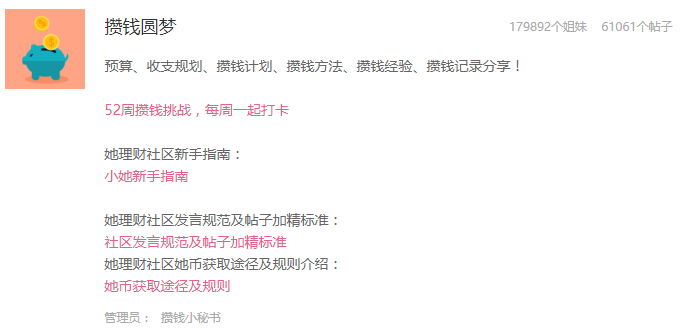 攒钱圆梦
179892个姐妹 61061个帖子
预算、收支规划、攒钱计划、攒钱方法、攒钱经验、攒钱记录分享！
52周攒钱挑战，每周一起打卡
她理财社区新手指南：
小她新手指南
她理财社区发言规范及帖子加精标准：
社区发言规范及帖子加精标准
她理财社区她币获取途径及规则介绍：
她币获取途径及规则
管理员： 攒钱小秘书